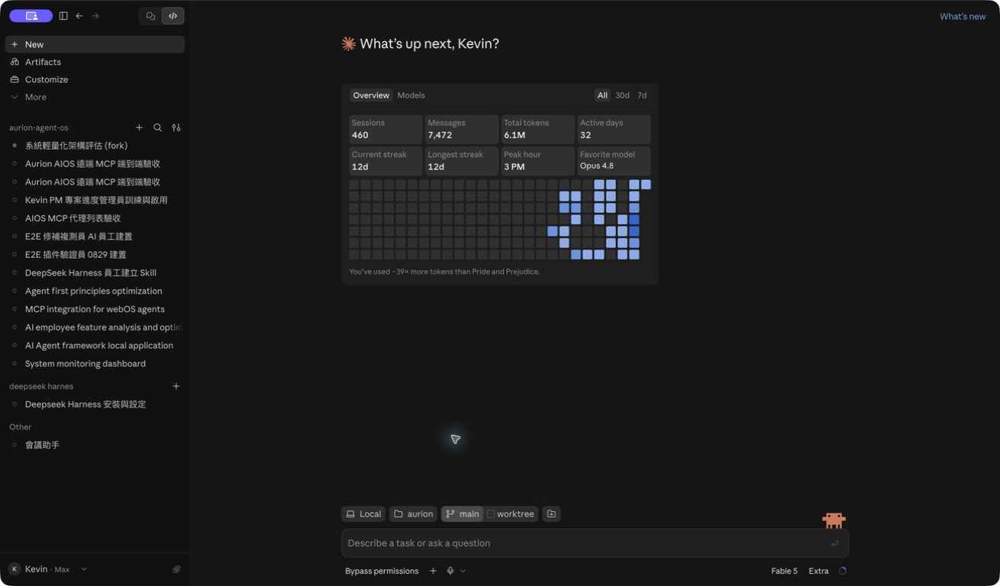 What's new
New
Artifacts
Customize
More
aurion-agent-os
系統輕量化架構評估 (fork)
Aurion AIOS 遠端 MCP 端到端驗收
Aurion AIOS 遠端 MCP 端到端驗收
Kevin PM 專案進度管理員訓練與啟用
AIOS MCP 代理列表驗收
E2E 修補複測員 AI 員工建置
E2E 插件驗證員 0829 建置
DeepSeek Harness 員工建立 Skill
Agent first principles optimization
MCP integration for webOS agents
AI employee feature analysis and optim
AI Agent framework local application
System monitoring dashboard
deepseek harnes
Deepseek Harness 安裝與設定
Other
會議助手
K Kevin · Max
What's up next, Kevin?
Overview Models All 30d 7d
Sessions Messages Total tokens Active days
460 7,472 6.1M 32
Current streak Longest streak Peak hour Favorite model
12d 12d 3 PM Opus 4.8
You've used ~39× more tokens than Pride and Prejudice.
Local aurion main worktree
Describe a task or ask a question
Bypass permissions Fable 5 Extra